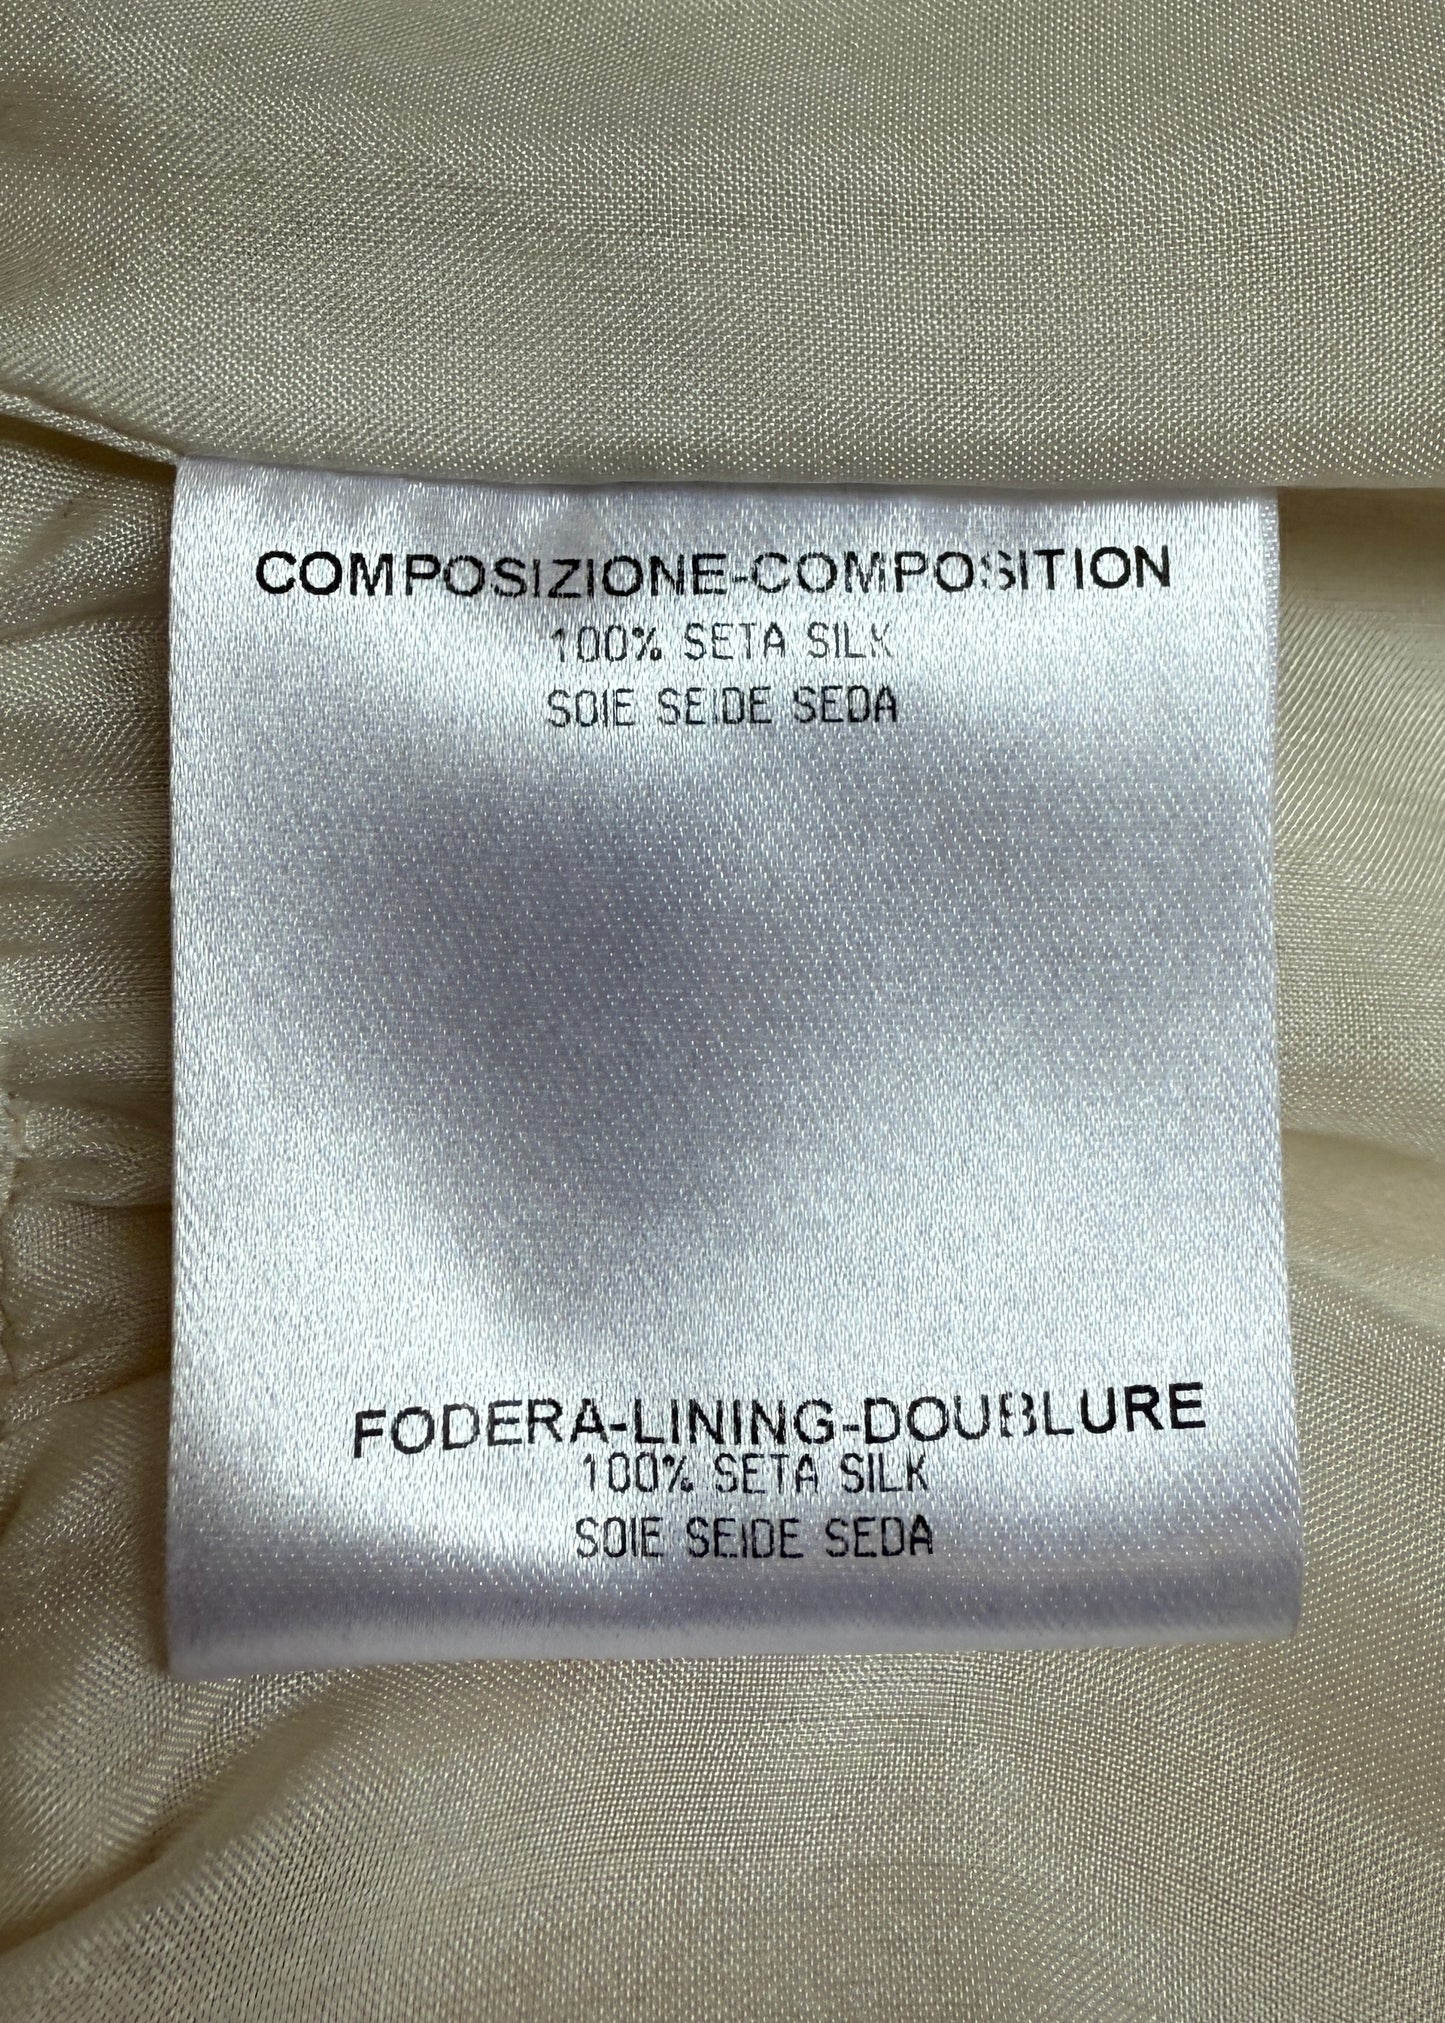 COMPOSIZIONE-COMPOSITION
100% SETA SILK
SOIE SEIDE SEDA
FODERA-LINING-DOUBLURE
100% SETA SILK
SOIE SEIDE SEDA